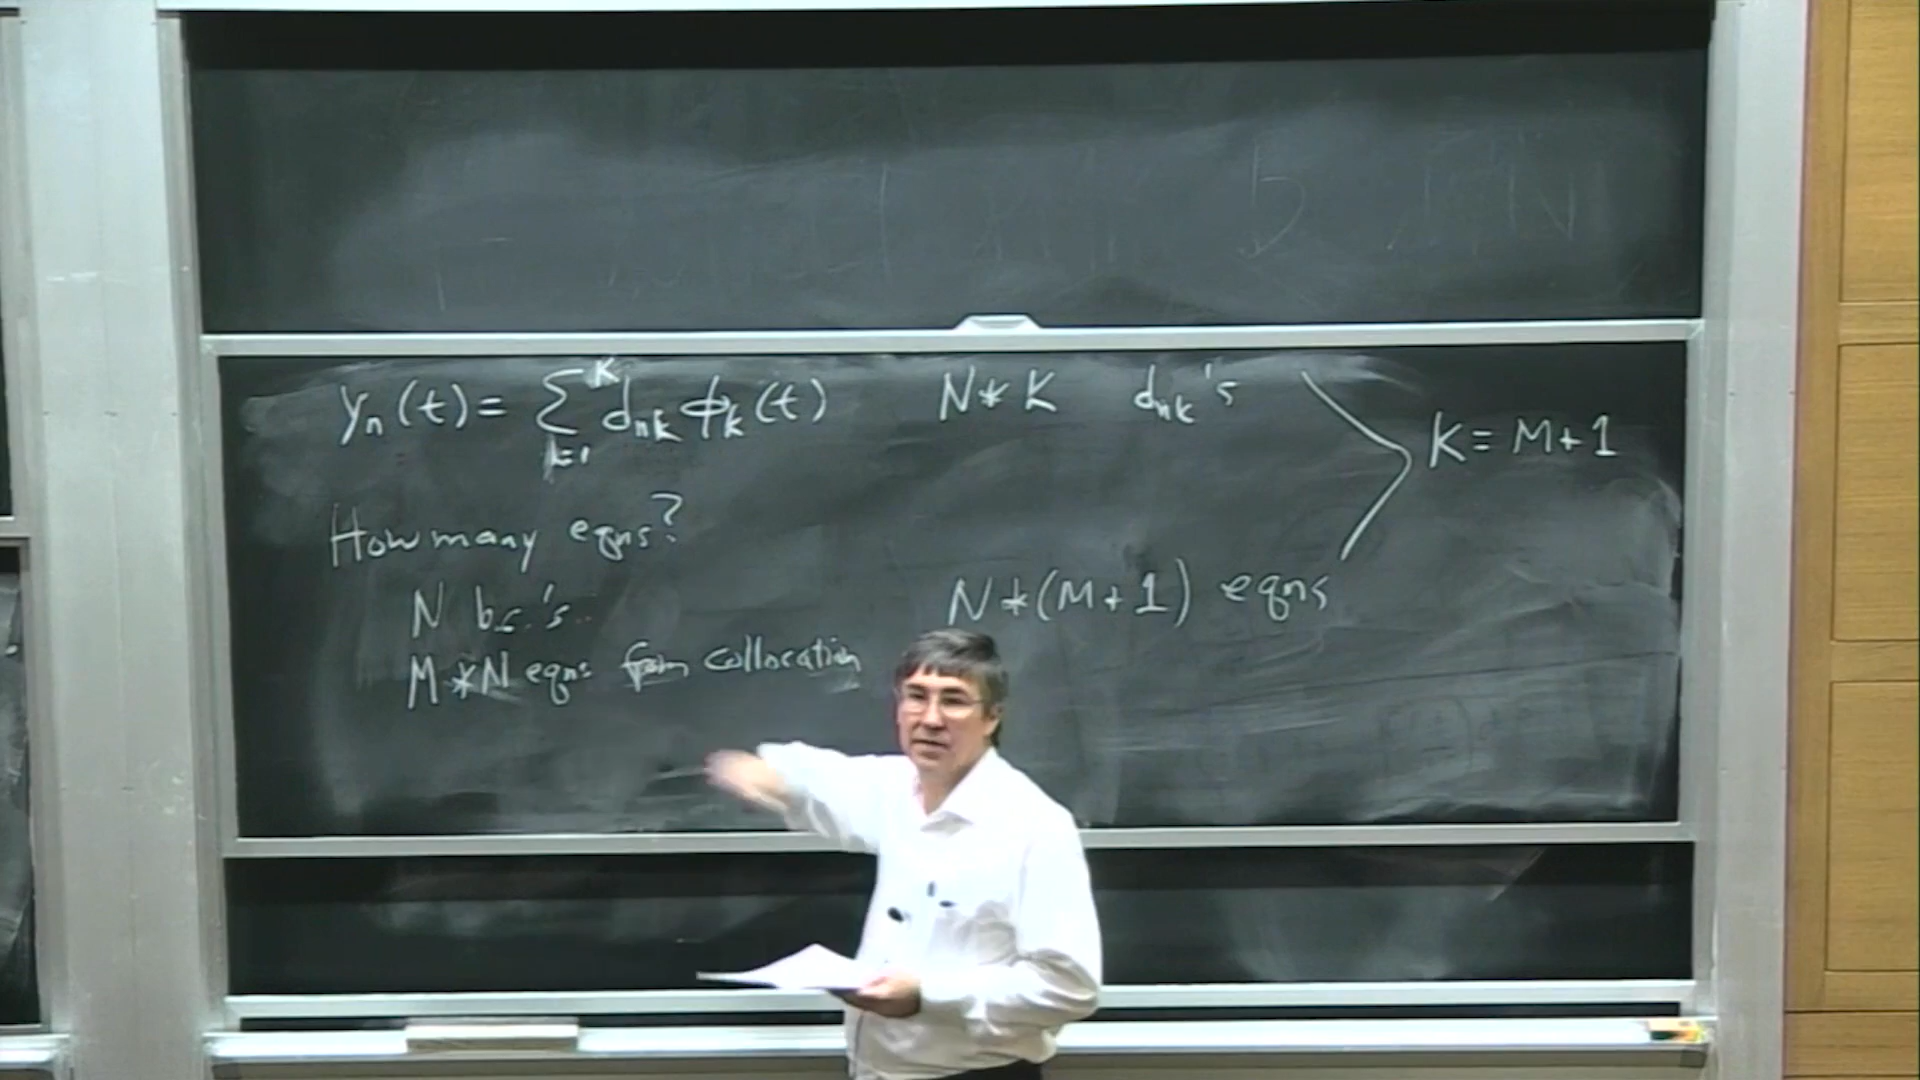 yₙ(t) = Σ_{k=1}^{K} dₙₖ ϕₖ(t) N * K dₙₖ's
K = M+1
How many eqns?
N b.c.'s
N * (M+1) eqns
M * N eqns from collocation